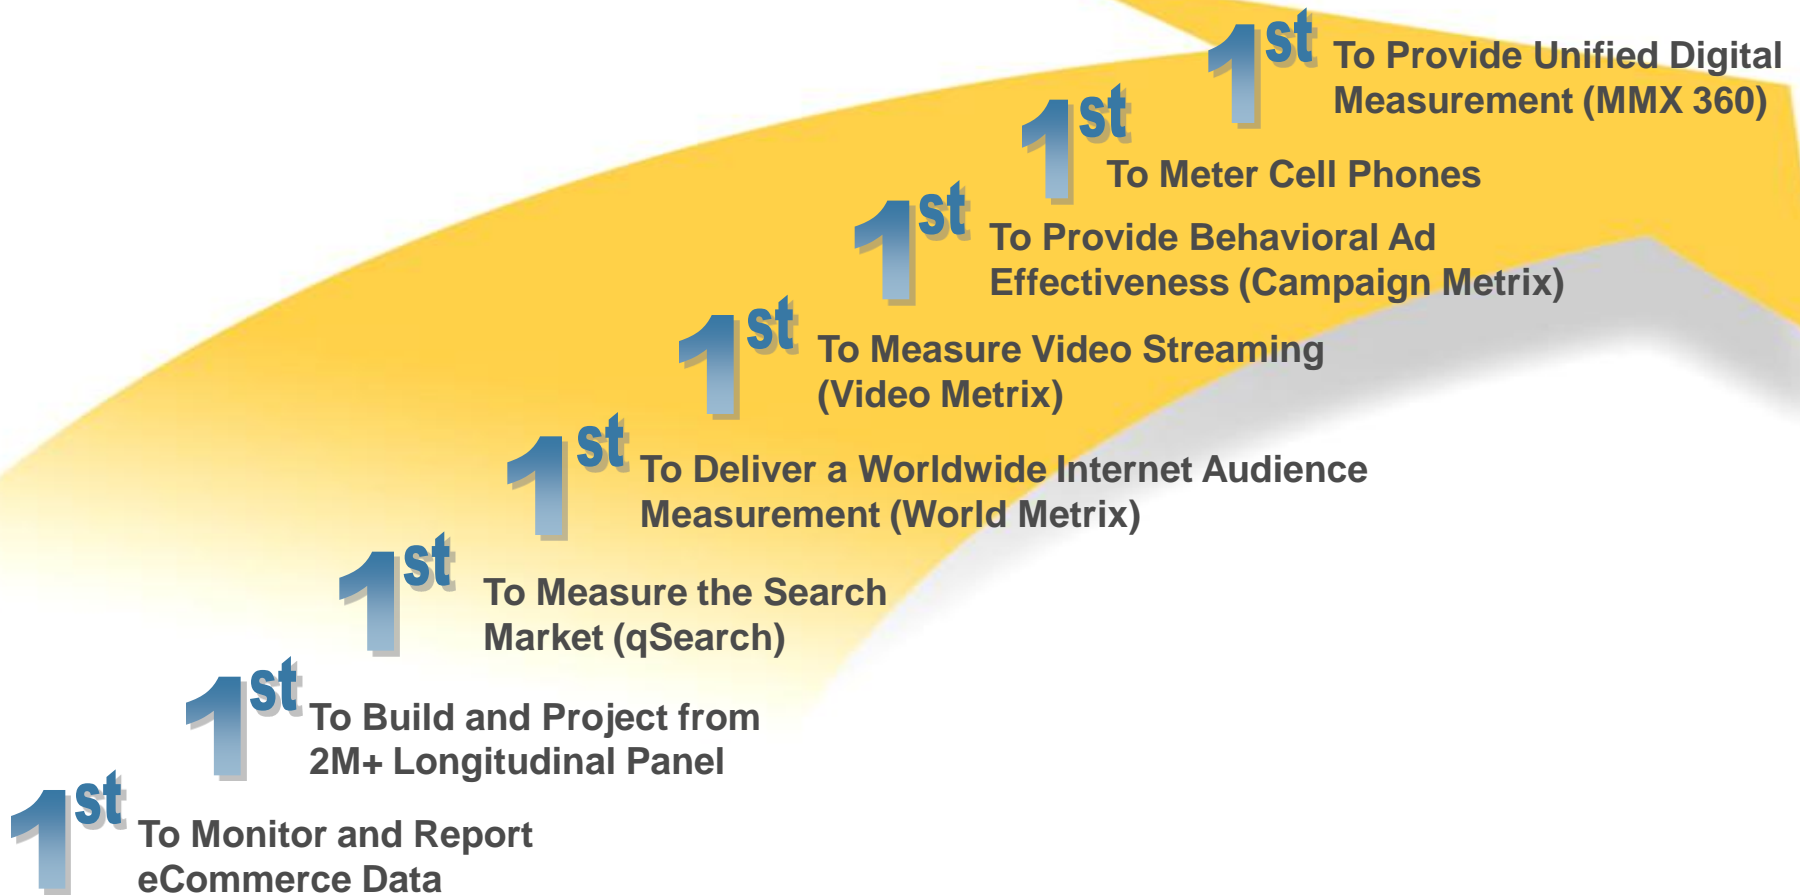 1st
To Provide Unified Digital
Measurement (MMX 360)
1st
To Meter Cell Phones
1st
To Provide Behavioral Ad
Effectiveness (Campaign Metrix)
1st
To Measure Video Streaming
(Video Metrix)
1st
To Deliver a Worldwide Internet Audience
Measurement (World Metrix)
1st
To Measure the Search
Market (qSearch)
1st
To Build and Project from
2M+ Longitudinal Panel
1st
To Monitor and Report
eCommerce Data